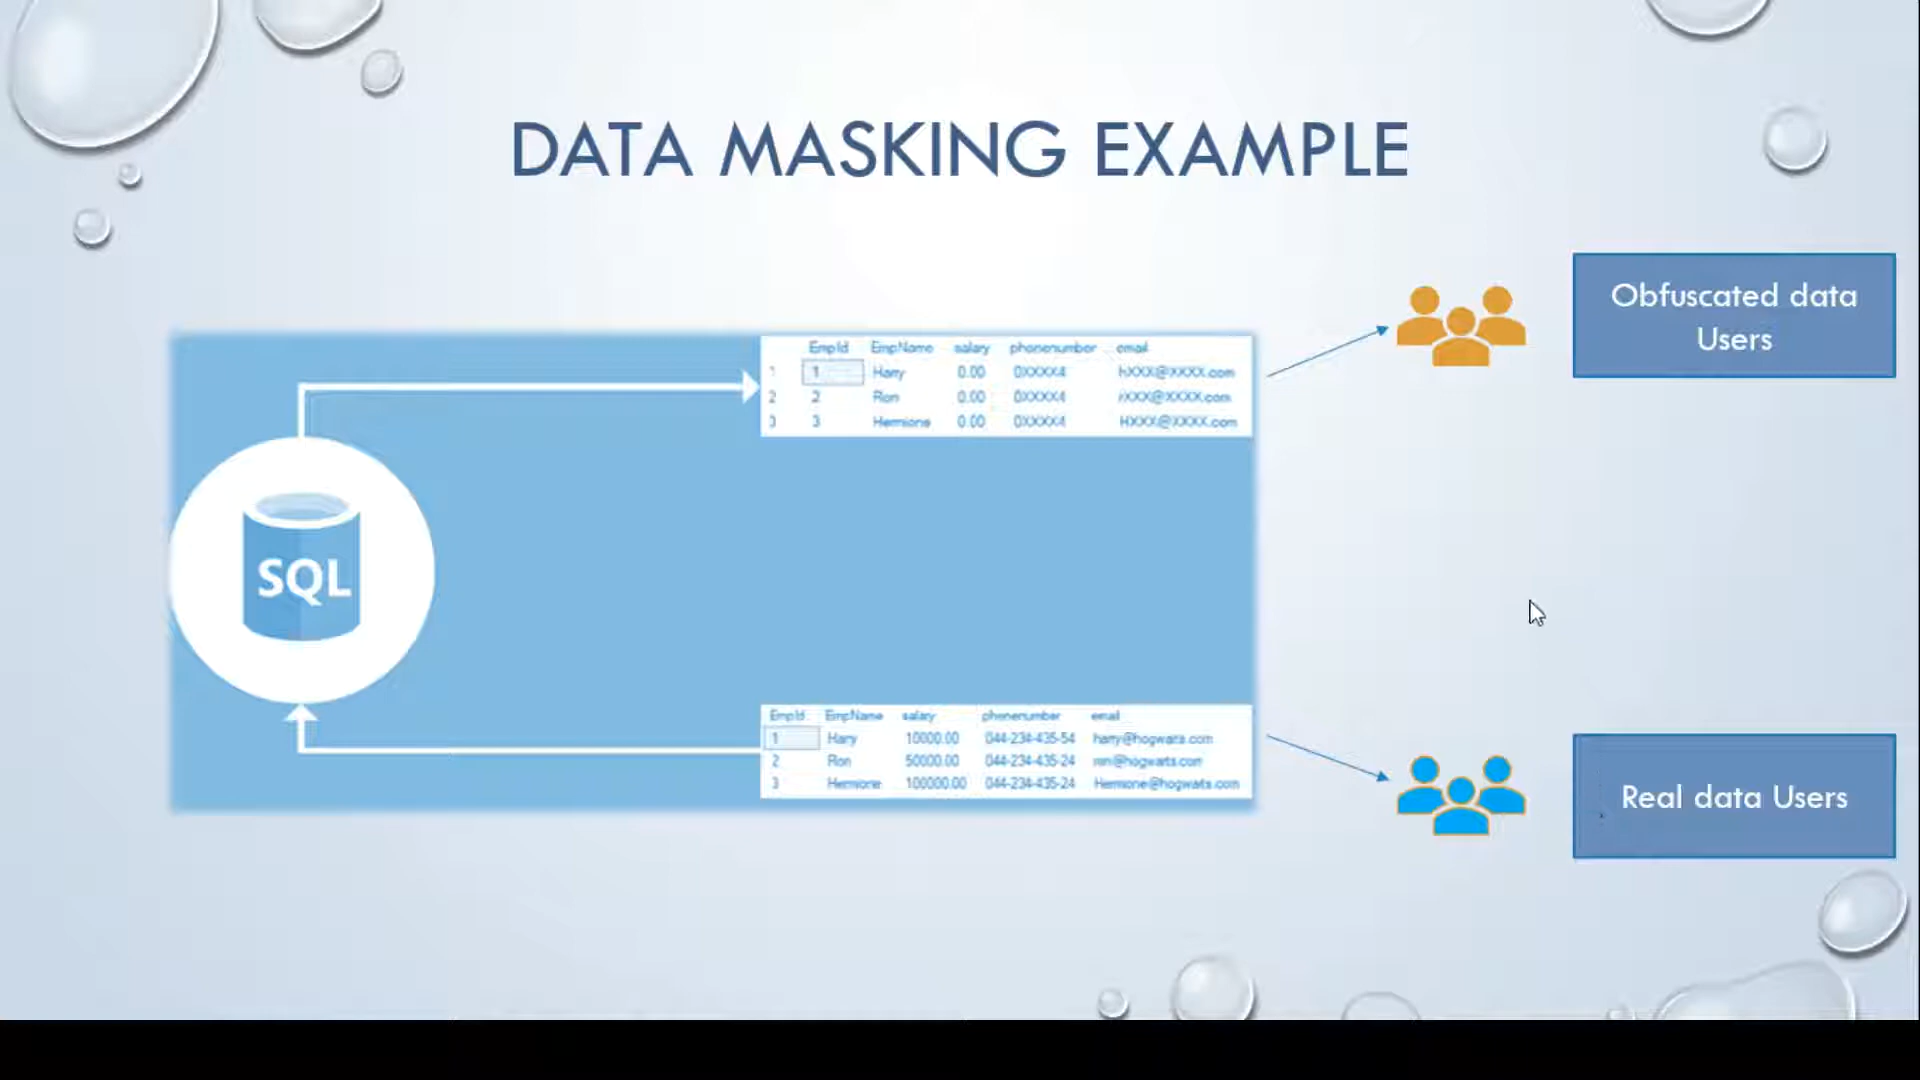 DATA MASKING EXAMPLE
Obfuscated data
Users
EmpId EmpName salary phonenumber email
1 1 Harry 0.00 0XXXX4 hXXX@XXXX.com
2 2 Ron 0.00 0XXXX4 rXXX@XXXX.com
3 3 Hermione 0.00 0XXXX4 HXXX@XXXX.com
SQL
EmpId EmpName salary phonenumber email
1 Harry 10000.00 044-234-435-54 harry@hogwarts.com
2 Ron 50000.00 044-234-435-24 ron@hogwarts.com
3 Hermione 100000.00 044-234-435-24 Hermione@hogwarts.com
Real data Users